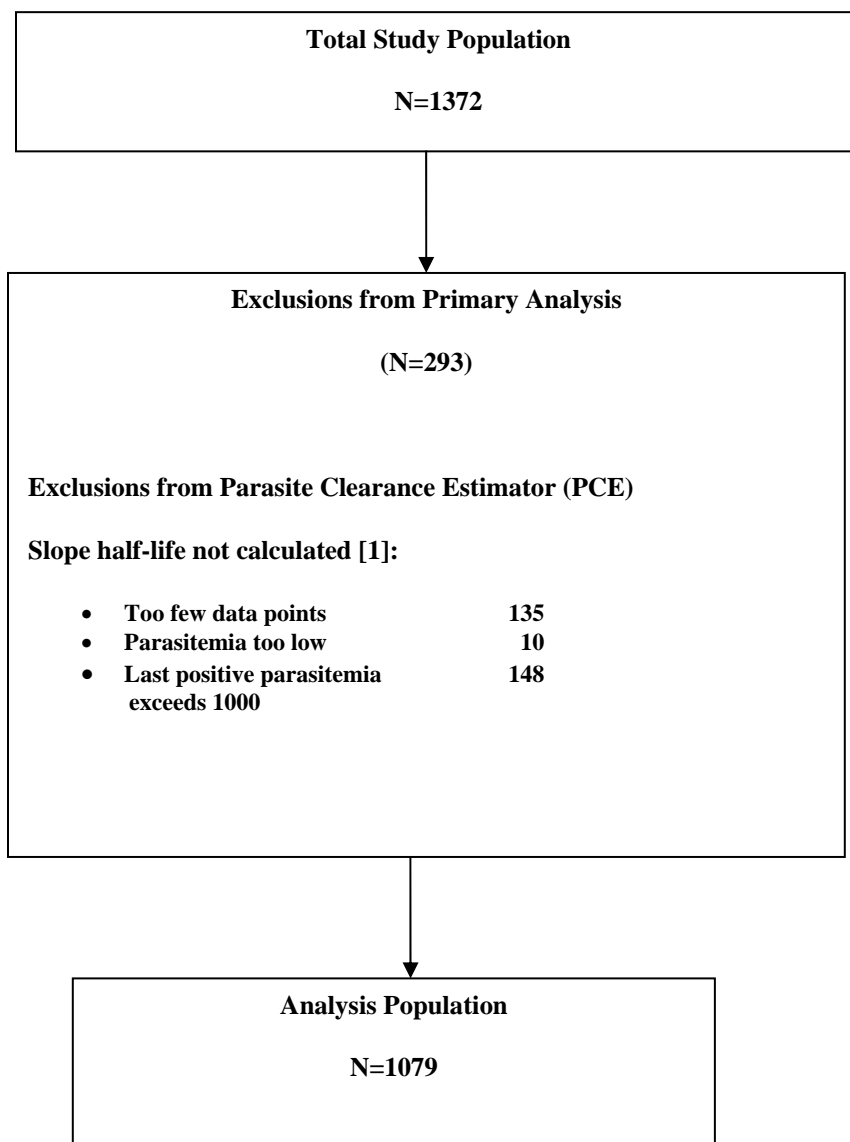 Total Study Population
N=1372
Exclusions from Primary Analysis
(N=293)
Exclusions from Parasite Clearance Estimator (PCE)
Slope half-life not calculated [1]:
• Too few data points 135
• Parasitemia too low 10
• Last positive parasitemia 148
exceeds 1000
Analysis Population
N=1079